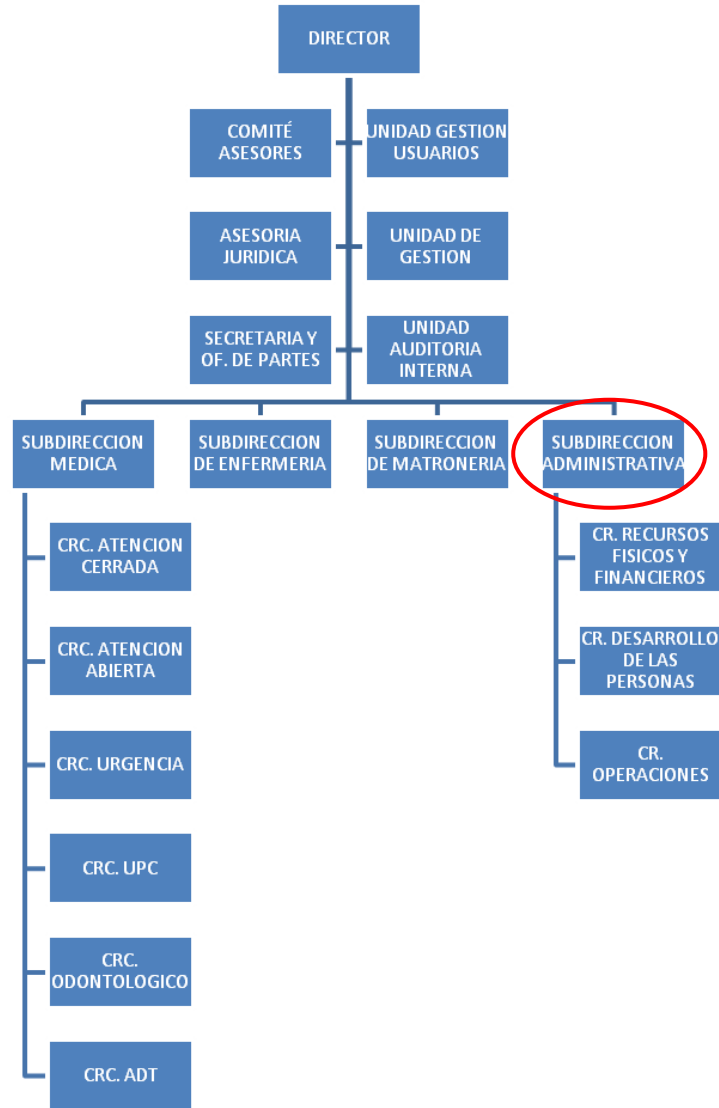 DIRECTOR
COMITÉ
ASESORES
UNIDAD GESTION
USUARIOS
ASESORIA
JURIDICA
UNIDAD DE
GESTION
SECRETARIA Y
OF. DE PARTES
UNIDAD
AUDITORIA
INTERNA
SUBDIRECCION
MEDICA
SUBDIRECCION
DE ENFERMERIA
SUBDIRECCION
DE MATRONERIA
SUBDIRECCION
ADMINISTRATIVA
CRC. ATENCION
CERRADA
CRC. ATENCION
ABIERTA
CRC. URGENCIA
CRC. UPC
CRC.
ODONTOLOGICO
CRC. ADT
CR. RECURSOS
FISICOS Y
FINANCIEROS
CR. DESARROLLO
DE LAS
PERSONAS
CR.
OPERACIONES